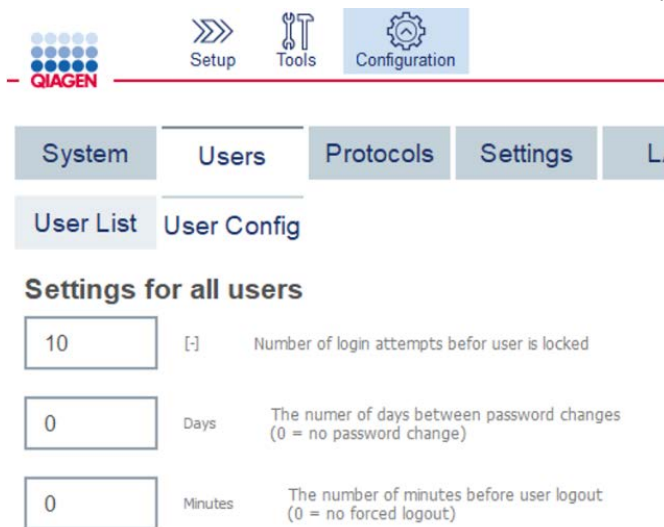 Setup Tools Configuration
QIAGEN
System Users Protocols Settings
User List User Config
Settings for all users
10 [-] Number of login attempts befor user is locked
0 Days The numer of days between password changes
(0 = no password change)
0 Minutes The number of minutes before user logout
(0 = no forced logout)